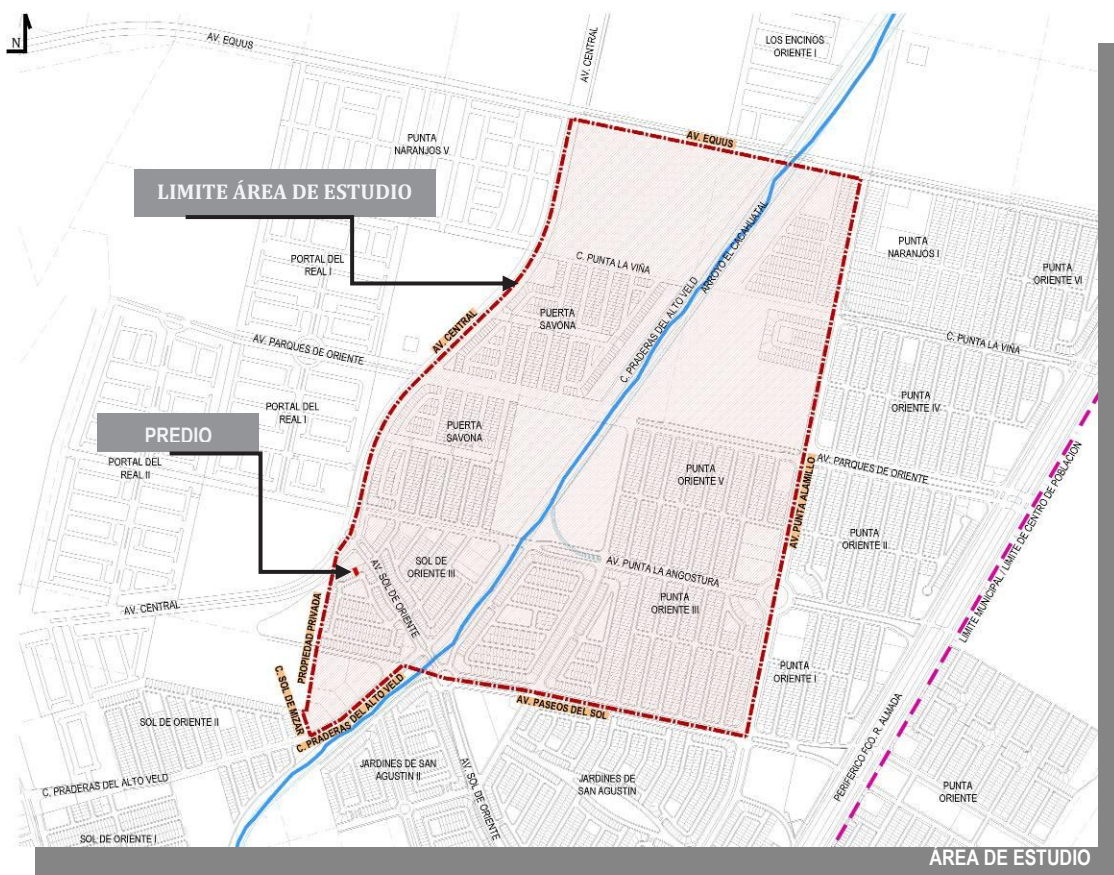 N
AV. EQUUS
AV. CENTRAL
LOS ENCINOS
ORIENTE I
AV. EQUUS
PUNTA
NARANJOS V
LIMITE ÁREA DE ESTUDIO
ARROYO EL CACAHUATAL
C. PRADERAS DEL ALTO VELD
PUNTA
NARANJOS I
PUNTA
ORIENTE VI
PORTAL DEL
REAL I
C. PUNTA LA VIÑA
PUERTA
SAVONA
AV. CENTRAL
AV. PARQUES DE ORIENTE
C. PUNTA LA VIÑA
PUNTA
ORIENTE IV
PORTAL DEL
REAL I
PUERTA
SAVONA
PREDIO
PORTAL DEL
REAL II
PUNTA
ORIENTE V
AV. PARQUES DE ORIENTE
AV. PUNTA ALAMILLO
LIMITE MUNICIPAL / LIMITE DE CENTRO DE POBLACION
PUNTA
ORIENTE II
SOL DE
ORIENTE III
AV. SOL DE ORIENTE
AV. PUNTA LA ANGOSTURA
PUNTA
ORIENTE III
AV. CENTRAL
PROPIEDAD PRIVADA
PUNTA
ORIENTE I
C. SOL DE MIZAR
C. PRADERAS DEL ALTO VELD
AV. PASEOS DEL SOL
SOL DE ORIENTE II
PERIFERICO FCO. R. ALMADA
JARDINES DE SAN
AGUSTIN II
AV. SOL DE ORIENTE
JARDINES DE
SAN AGUSTIN
C. PRADERAS DEL ALTO VELD
PUNTA
ORIENTE
SOL DE ORIENTE I
ÁREA DE ESTUDIO